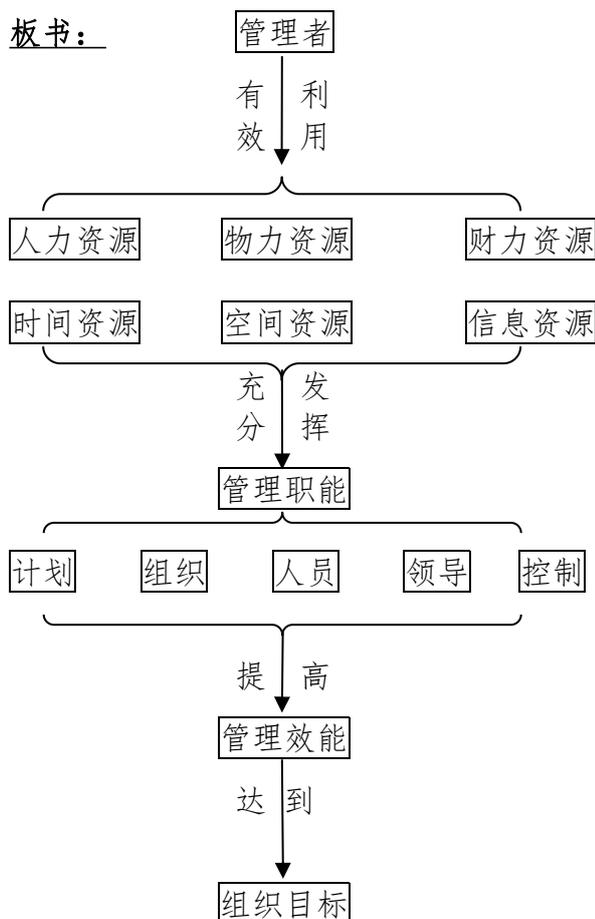 板书： 管理者
有 利
效 用
人力资源 物力资源 财力资源
时间资源 空间资源 信息资源
充 发
分 挥
管理职能
计划 组织 人员 领导 控制
提 高
管理效能
达 到
组织目标